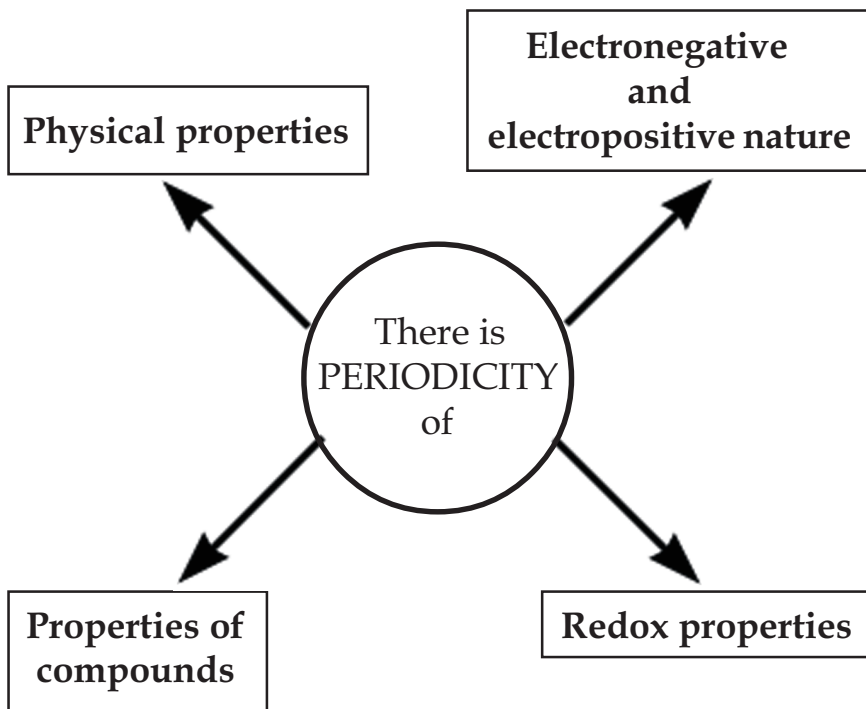 Physical properties
Electronegative
and
electropositive nature
There is
PERIODICITY
of
Properties of
compounds
Redox properties